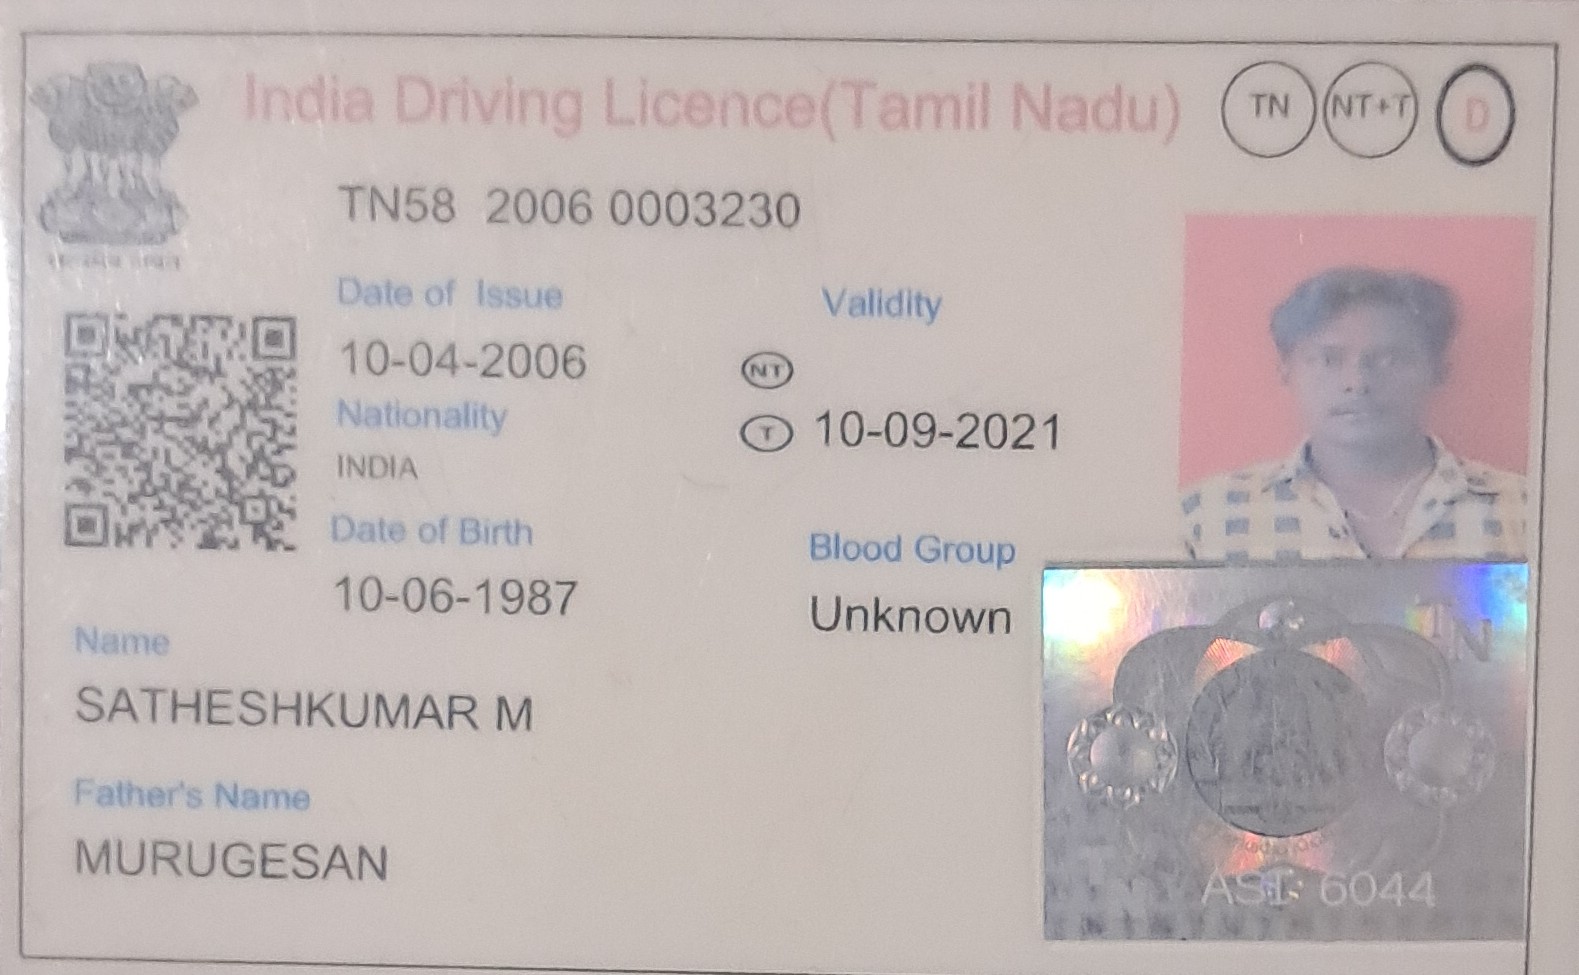 India Driving Licence(Tamil Nadu) TN NT+T D
TN58 2006 0003230
Date of Issue
Validity
10-04-2006
NT
Nationality
T 10-09-2021
INDIA
Date of Birth
Blood Group
10-06-1987
Unknown
Name
SATHESHKUMAR M
Father's Name
MURUGESAN
TN
ASI: 6044